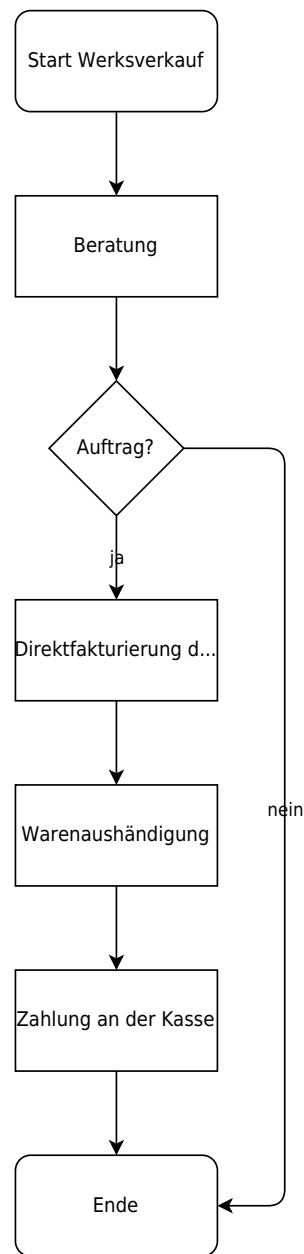 Start Werksverkauf
Beratung
Auftrag?
ja
Direktfakturierung d...
nein
Warenaushändigung
Zahlung an der Kasse
Ende